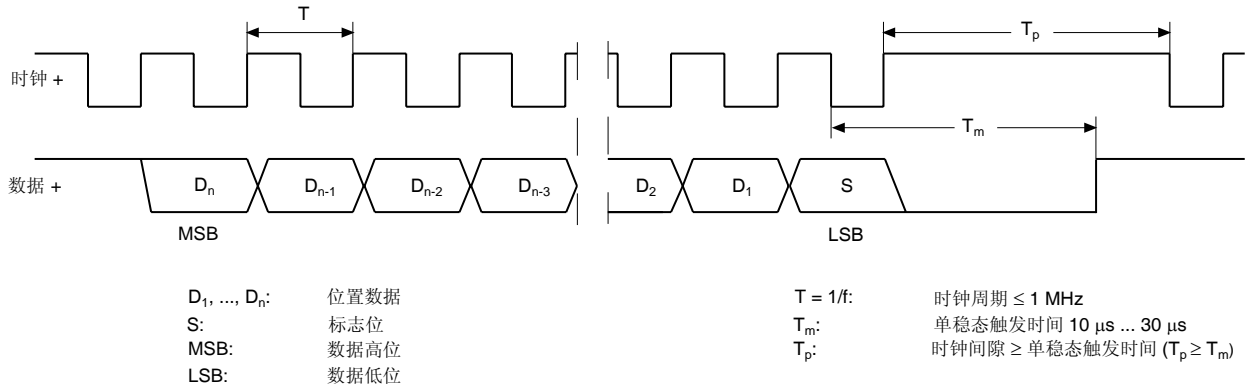 T
Tp
时钟 +
Tm
数据 +
Dn
Dn-1
Dn-2
Dn-3
D2
D1
S
MSB
LSB
D1, ..., Dn: 位置数据
S: 标志位
MSB: 数据高位
LSB: 数据低位
T = 1/f: 时钟周期 ≤ 1 MHz
Tm: 单稳态触发时间 10 μs ... 30 μs
Tp: 时钟间隙 ≥ 单稳态触发时间 (Tp ≥ Tm)